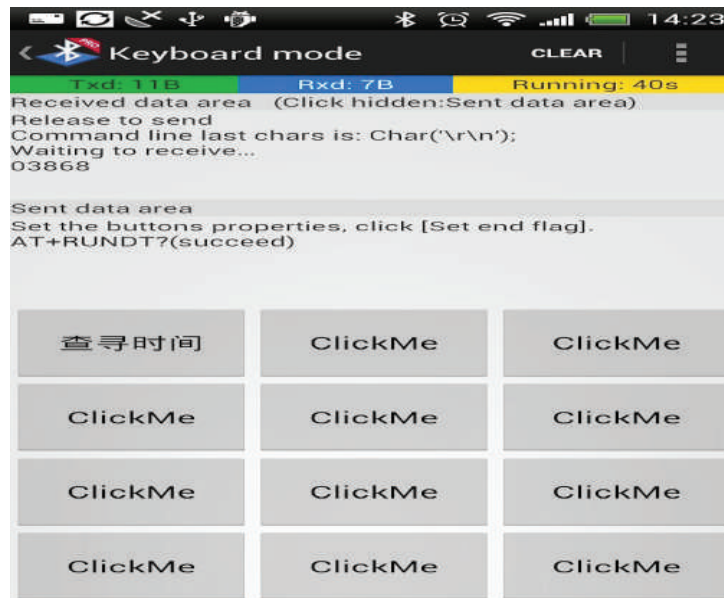 14:23
PRO
Keyboard mode CLEAR
Txd: 11B Rxd: 7B Running: 40s
Received data area (Click hidden:Sent data area)
Release to send
Command line last chars is: Char('\r\n');
Waiting to receive...
03868
Sent data area
Set the buttons properties, click [Set end flag].
AT+RUNDT?(succeed)
查寻时间 ClickMe ClickMe
ClickMe ClickMe ClickMe
ClickMe ClickMe ClickMe
ClickMe ClickMe ClickMe